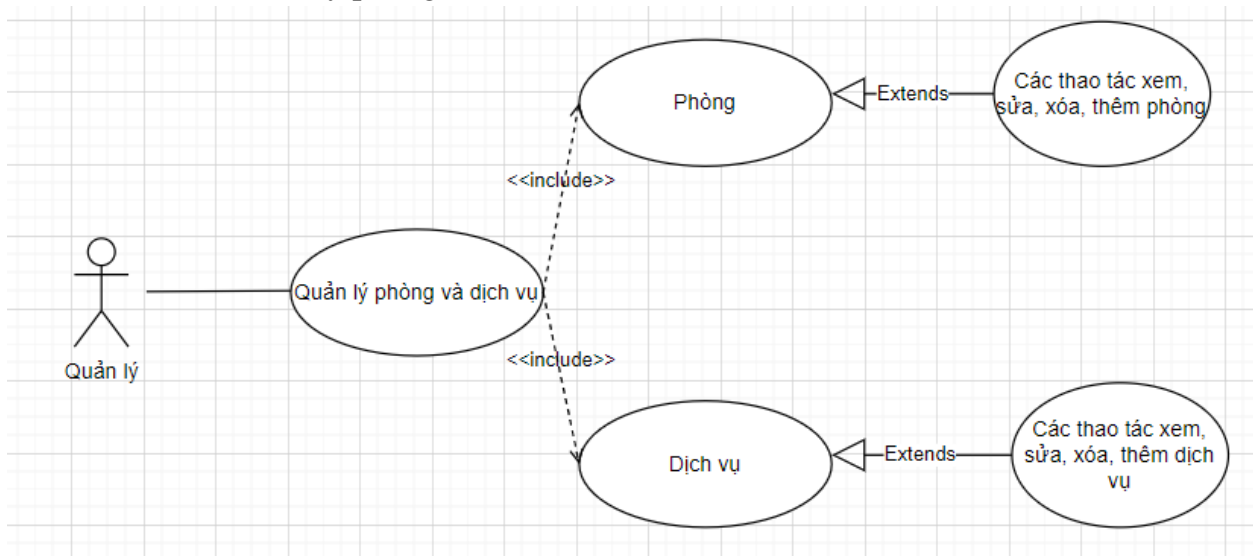 Phòng
Extends
Các thao tác xem,
sửa, xóa, thêm phòng
<<include>>
Quản lý phòng và dịch vụ
Quản lý
<<include>>
Dịch vụ
Extends
Các thao tác xem,
sửa, xóa, thêm dịch
vụ